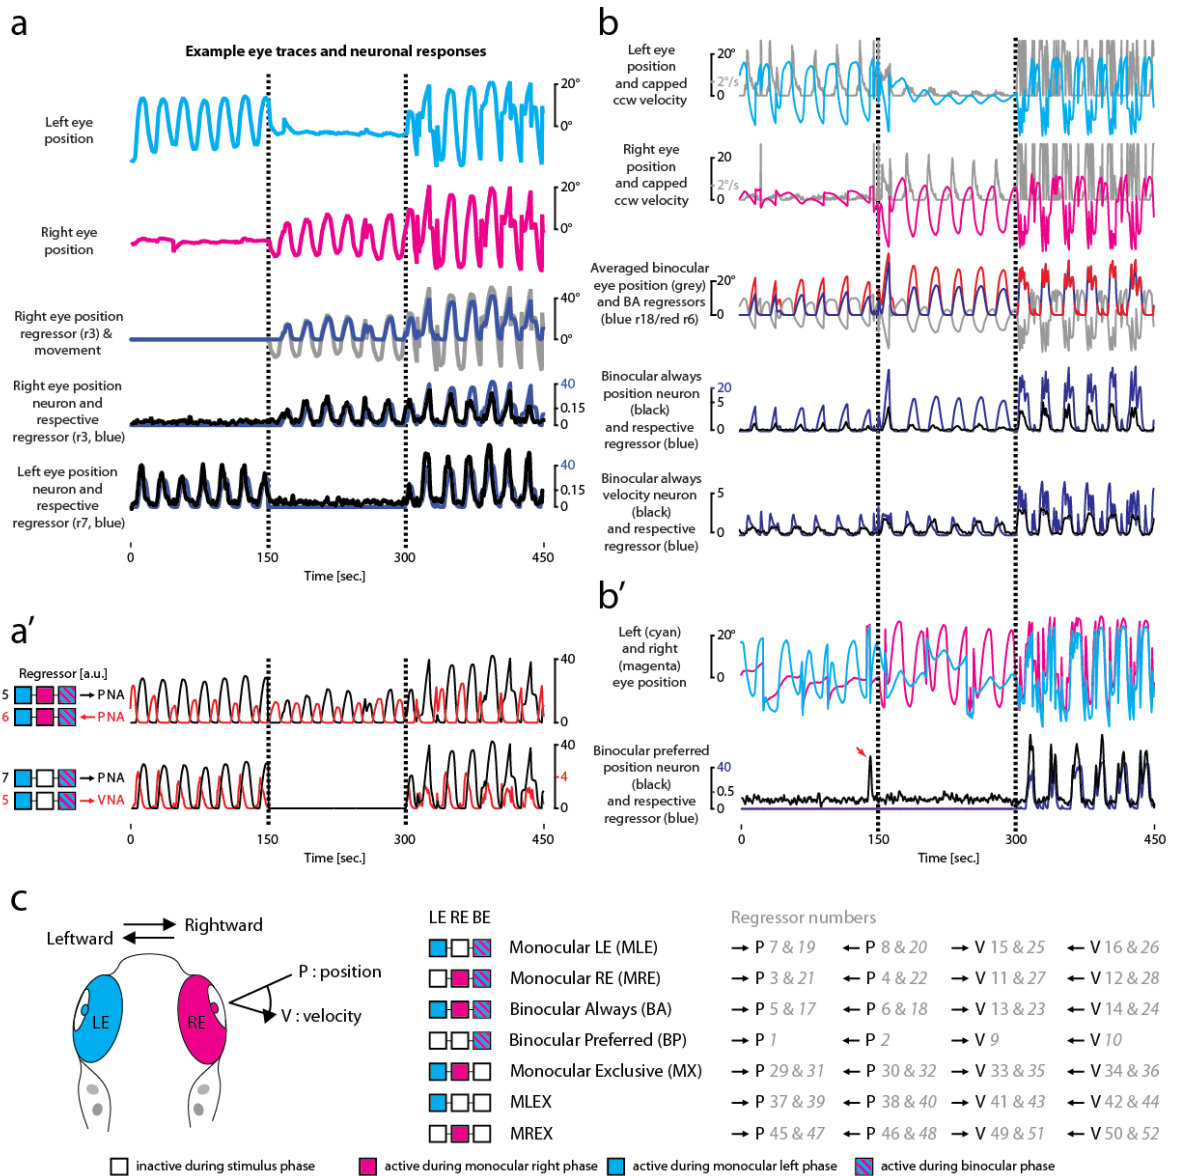 a
Example eye traces and neuronal responses
Left eye
position
20°
0°
Right eye
position
20°
0°
Right eye position
regressor (r3) &
movement
40°
0°
Right eye position
neuron and
respective
regressor (r3, blue)
40
0.15
0
Left eye position
neuron and
respective
regressor (r7, blue)
40
0.15
0
0 150 300 450
Time [sec.]
b
Left eye
position
and capped
ccw velocity
20°
2°/s
0
Right eye
position
and capped
ccw velocity
20
2°/s
0
Averaged binocular
eye position (grey)
and BA regressors
(blue r18/red r6)
20°
0
Binocular always
position neuron
(black)
and respective
regressor (blue)
20
5
0
Binocular always
velocity neuron
(black)
and respective
regressor (blue)
5
0
0 150 300 450
Time [sec.]
a′
Regressor [a.u.]
5 PNA
6 PNA
40
0
7 PNA
5 VNA
40
4
0
0 150 300 450
Time [sec.]
b′
Left (cyan)
and right
(magenta)
eye position
20°
0
Binocular preferred
position neuron
(black)
and respective
regressor (blue)
40
0.5
0
0 150 300 450
Time [sec.]
c
Leftward
Rightward
P : position
V : velocity
LE
RE
LE RE BE
Regressor numbers
Monocular LE (MLE) → P 7 & 19 ← P 8 & 20 → V 15 & 25 ← V 16 & 26
Monocular RE (MRE) → P 3 & 21 ← P 4 & 22 → V 11 & 27 ← V 12 & 28
Binocular Always (BA) → P 5 & 17 ← P 6 & 18 → V 13 & 23 ← V 14 & 24
Binocular Preferred (BP) → P 1 ← P 2 → V 9 ← V 10
Monocular Exclusive (MX) → P 29 & 31 ← P 30 & 32 → V 33 & 35 ← V 34 & 36
MLEX → P 37 & 39 ← P 38 & 40 → V 41 & 43 ← V 42 & 44
MREX → P 45 & 47 ← P 46 & 48 → V 49 & 51 ← V 50 & 52
inactive during stimulus phase
active during monocular right phase
active during monocular left phase
active during binocular phase